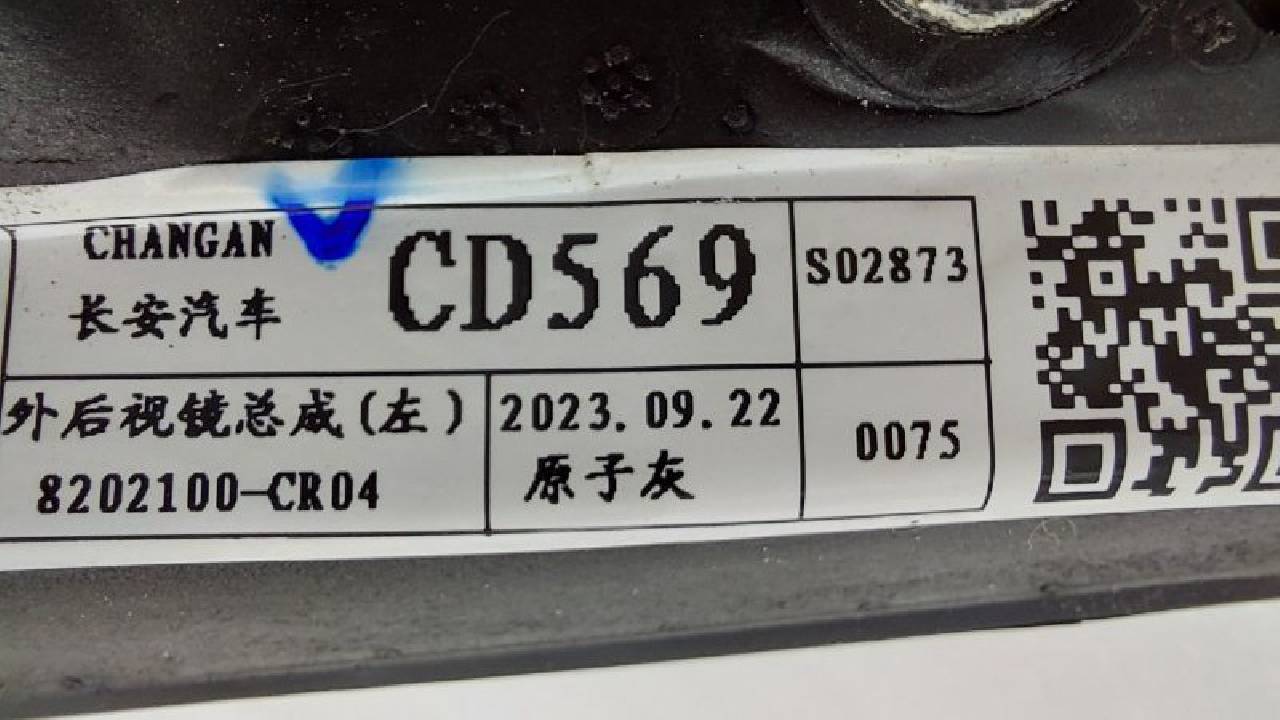 CHANGAN
长安汽车
CD569
S02873
外后视镜总成(左)
8202100-CR04
2023.09.22
原子灰
0075